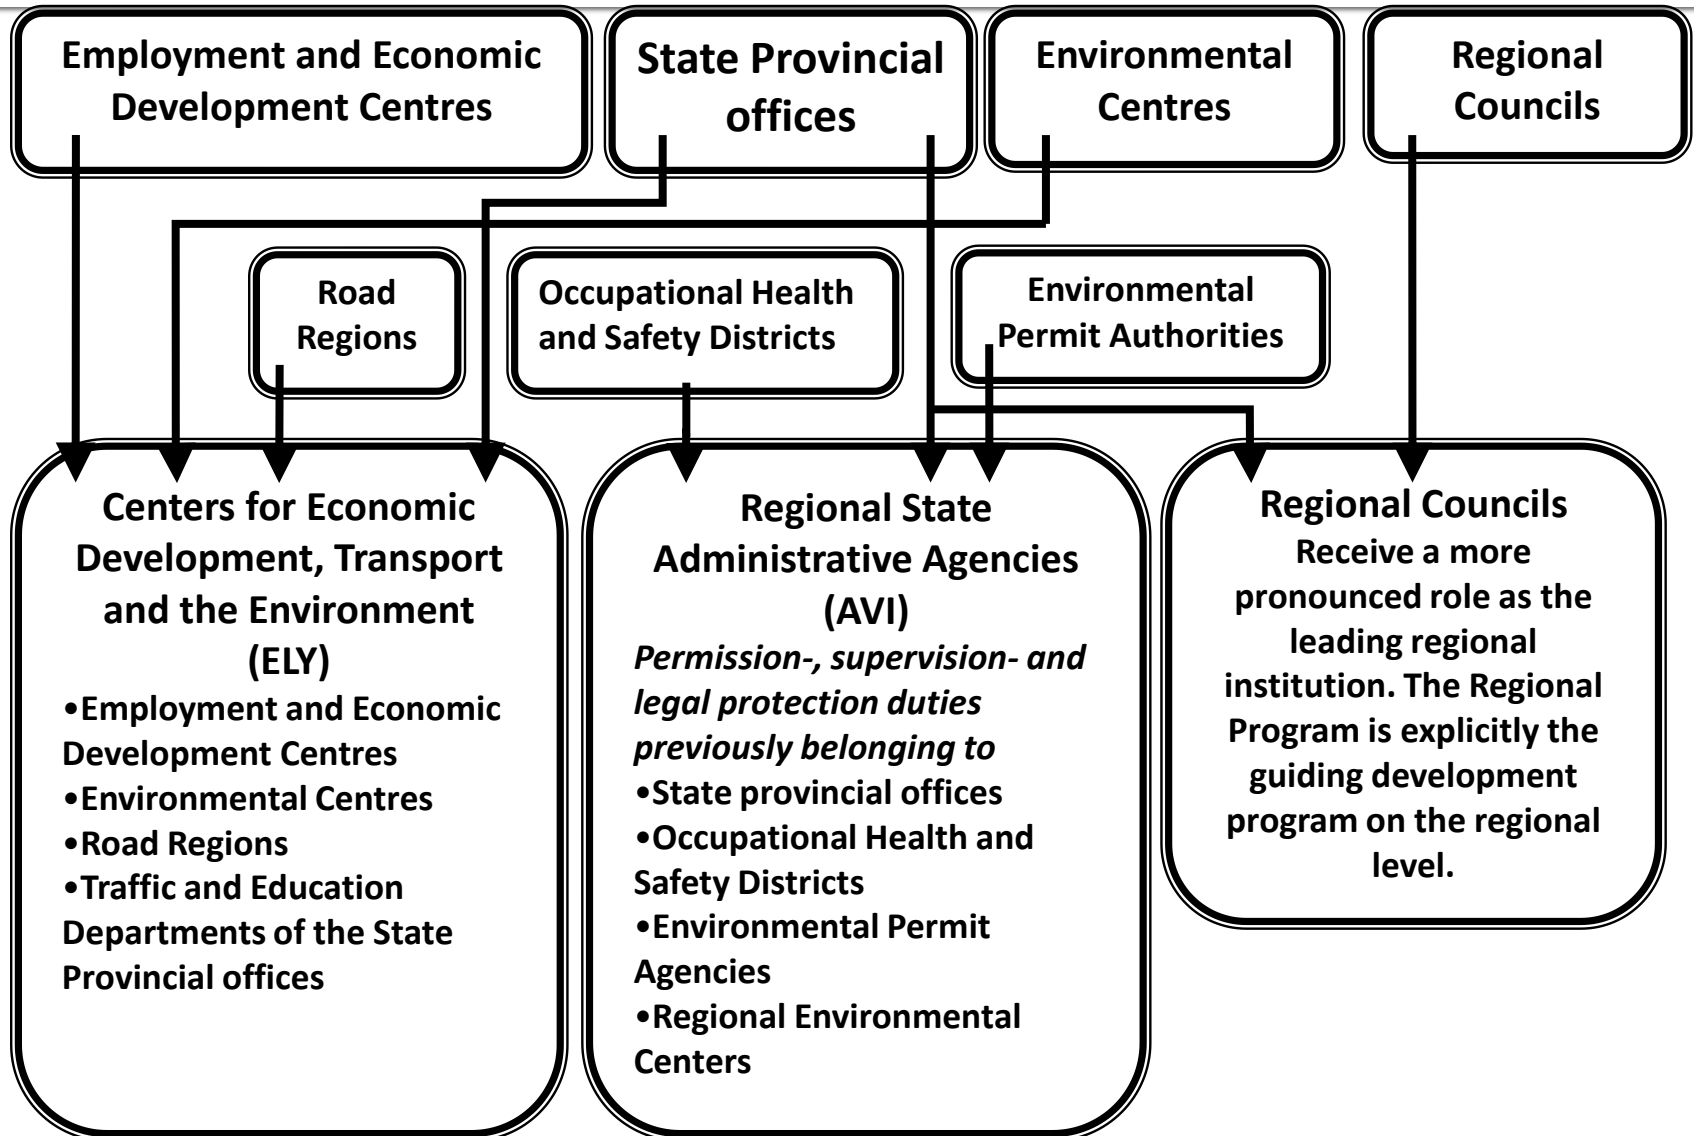 Employment and Economic
Development Centres
State Provincial
offices
Environmental
Centres
Regional
Councils
Road
Regions
Occupational Health
and Safety Districts
Environmental
Permit Authorities
Centers for Economic
Development, Transport
and the Environment
(ELY)
•Employment and Economic
Development Centres
•Environmental Centres
•Road Regions
•Traffic and Education
Departments of the State
Provincial offices
Regional State
Administrative Agencies
(AVI)
Permission-, supervision- and
legal protection duties
previously belonging to
•State provincial offices
•Occupational Health and
Safety Districts
•Environmental Permit
Agencies
•Regional Environmental
Centers
Regional Councils
Receive a more
pronounced role as the
leading regional
institution. The Regional
Program is explicitly the
guiding development
program on the regional
level.